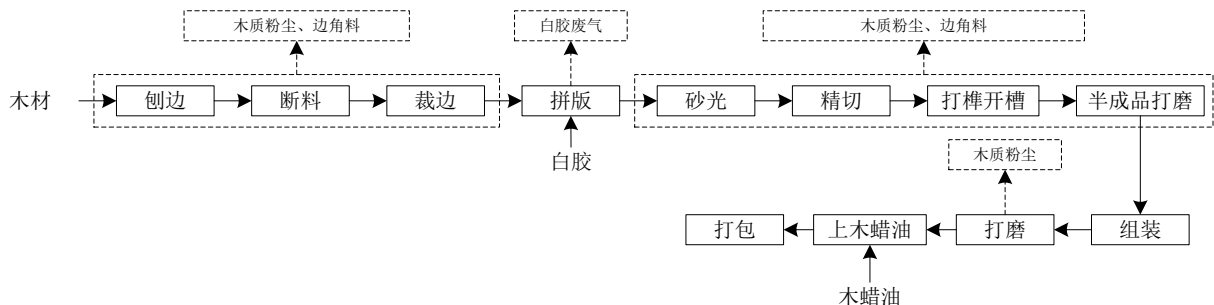 木质粉尘、边角料
白胶废气
木质粉尘、边角料
木材
刨边
断料
裁边
拼版
砂光
精切
打榫开槽
半成品打磨
白胶
木质粉尘
打包
上木蜡油
打磨
组装
木蜡油